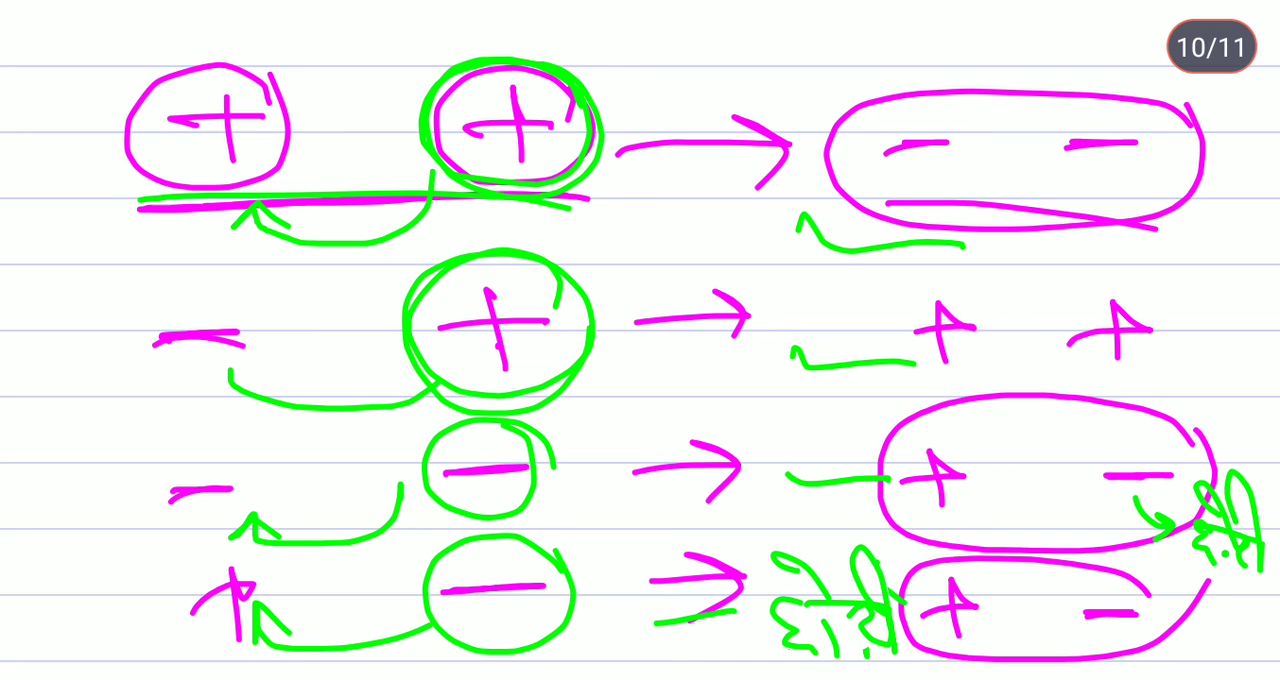 10/11
+ + → - -
- + → + +
- - → + -
+ - → + -